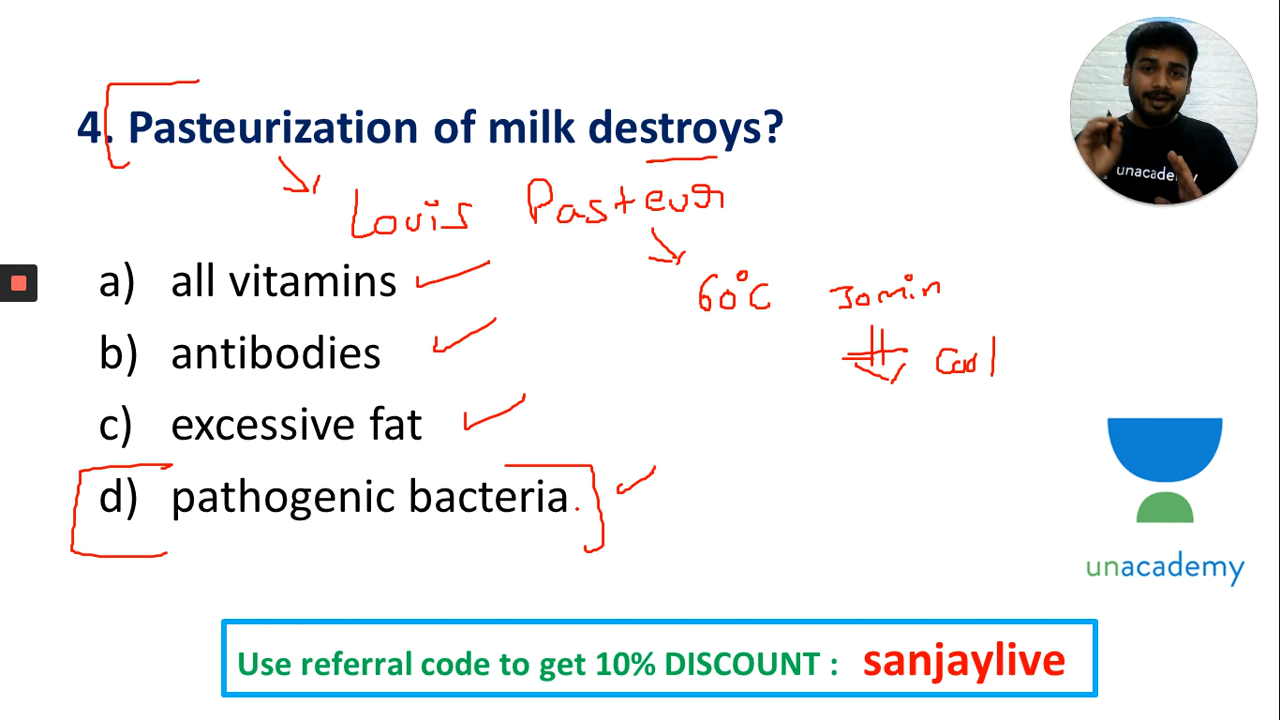 4. Pasteurization of milk destroys?
Louis Pasteur
a) all vitamins
60°C 30min
b) antibodies
Cool
c) excessive fat
d) pathogenic bacteria.
unacademy
unacademy
Use referral code to get 10% DISCOUNT : sanjaylive